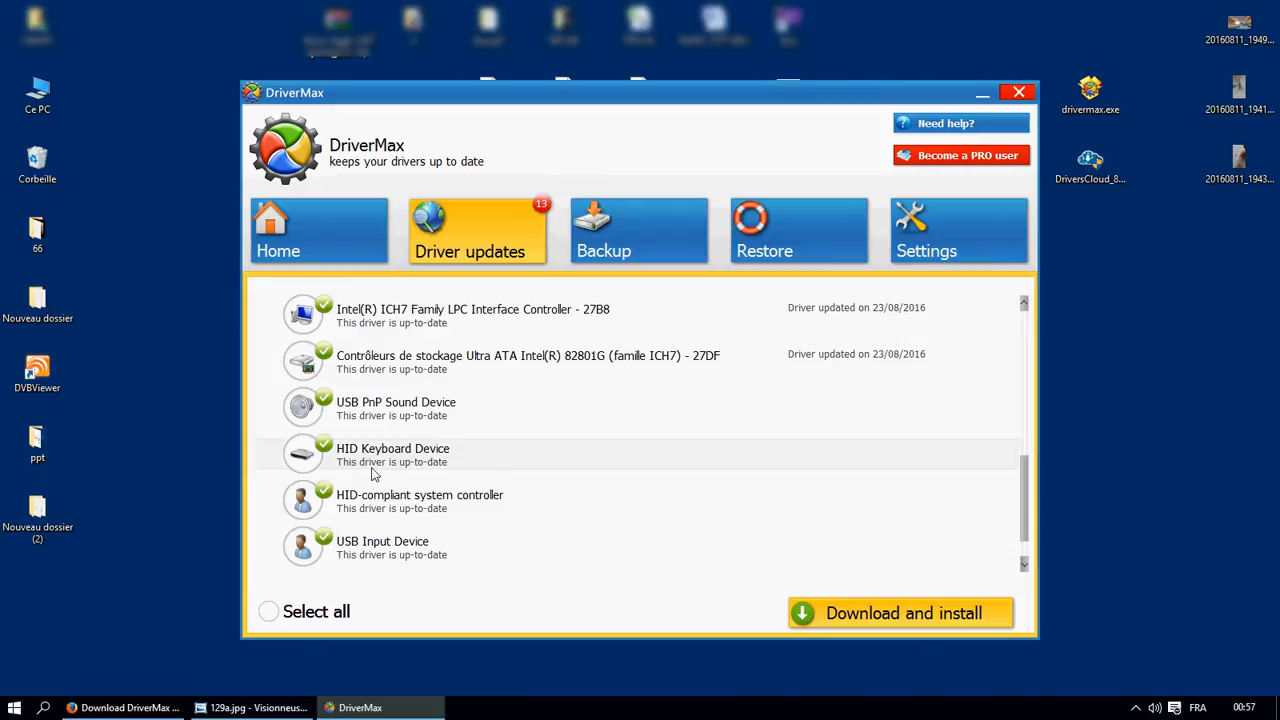 20160811_1949...
DriverMax
Ce PC
drivermax.exe
20160811_1941...
Need help?
DriverMax
keeps your drivers up to date
Become a PRO user
Corbeille
DriversCloud_8...
20160811_1943...
13
Home
Driver updates
Backup
Restore
Settings
66
Intel(R) ICH7 Family LPC Interface Controller - 27B8
Driver updated on 23/08/2016
This driver is up-to-date
Nouveau dossier
Contrôleurs de stockage Ultra ATA Intel(R) 82801G (famille ICH7) - 27DF
Driver updated on 23/08/2016
This driver is up-to-date
DVBViewer
USB PnP Sound Device
This driver is up-to-date
HID Keyboard Device
This driver is up-to-date
ppt
HID-compliant system controller
This driver is up-to-date
Nouveau dossier
(2)
USB Input Device
This driver is up-to-date
Select all
Download and install
Download DriverMax ...
129a.jpg - Visionneus...
DriverMax
FRA
00:57